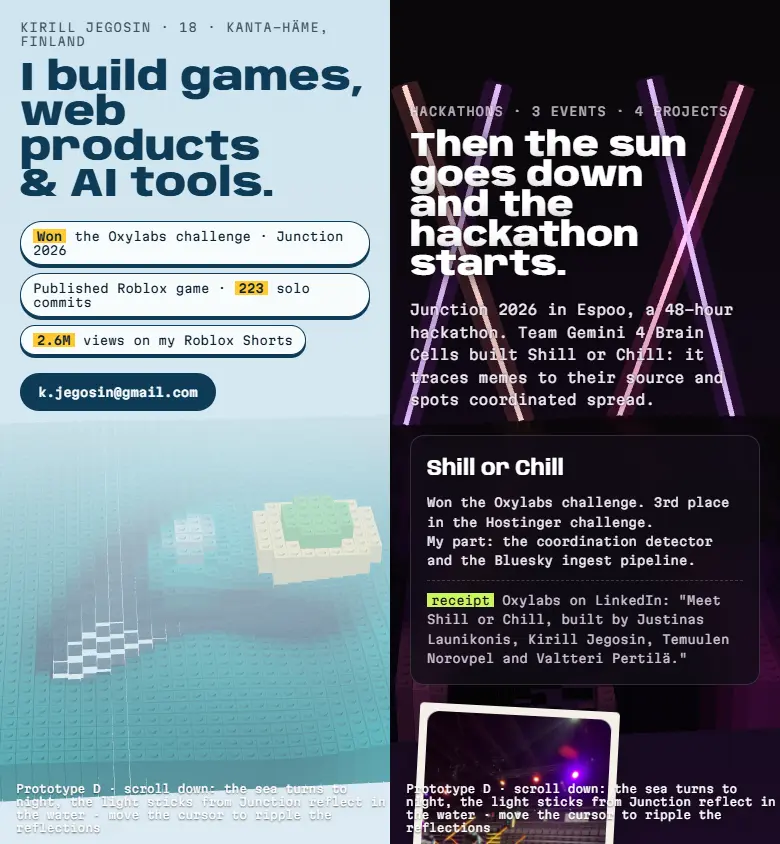 KIRILL JEGOSIN · 18 · KANTA-HÄME,
FINLAND
I build games,
web
products
& AI tools.
Won the Oxylabs challenge · Junction
2026
Published Roblox game · 223 solo
commits
2.6M views on my Roblox Shorts
k.jegosin@gmail.com
Prototype D · scroll down: the sea turns to
night, the light sticks from Junction reflect in
the water · move the cursor to ripple the
reflections
HACKATHONS · 3 EVENTS · 4 PROJECTS
Then the sun
goes down
and the
hackathon
starts.
Junction 2026 in Espoo, a 48-hour
hackathon. Team Gemini 4 Brain
Cells built Shill or Chill: it
traces memes to their source and
spots coordinated spread.
Shill or Chill
Won the Oxylabs challenge. 3rd place
in the Hostinger challenge.
My part: the coordination detector
and the Bluesky ingest pipeline.
receipt Oxylabs on LinkedIn: "Meet
Shill or Chill, built by Justinas
Launikonis, Kirill Jegosin, Temuulen
Norovpel and Valtteri Pertilä."
Prototype D · scroll down: the sea turns to
night, the light sticks from Junction reflect in
the water · move the cursor to ripple the
reflections